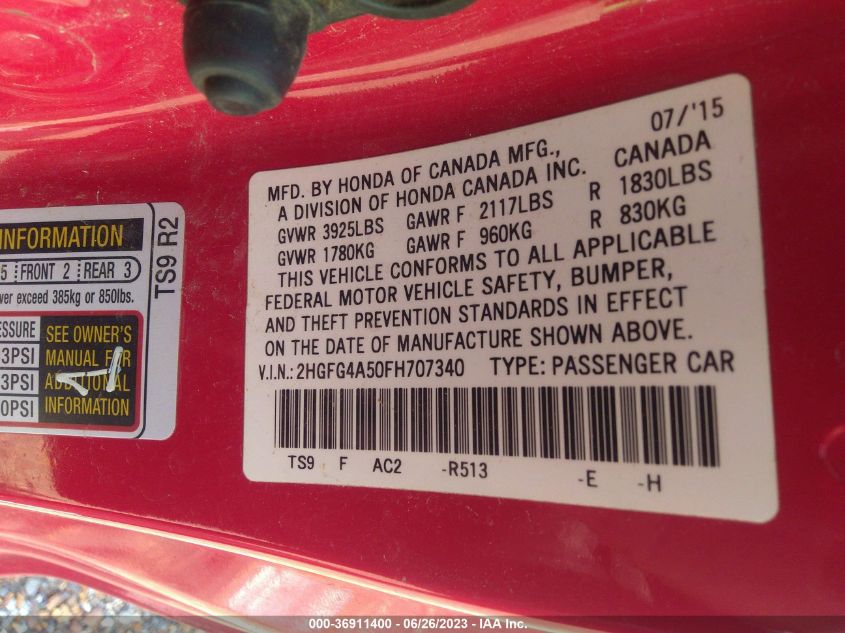 07/'15
MFD. BY HONDA OF CANADA MFG.,
A DIVISION OF HONDA CANADA INC. CANADA
GVWR 3925LBS GAWR F 2117LBS R 1830LBS
GVWR 1780KG GAWR F 960KG R 830KG
THIS VEHICLE CONFORMS TO ALL APPLICABLE
FEDERAL MOTOR VEHICLE SAFETY, BUMPER,
AND THEFT PREVENTION STANDARDS IN EFFECT
ON THE DATE OF MANUFACTURE SHOWN ABOVE.
V.I.N.: 2HGFG4A50FH707340 TYPE: PASSENGER CAR
TS9 F AC2 -R513 -E -H
INFORMATION
5 FRONT 2 REAR 3
exceed 385kg or 850lbs.
TS9 R2
SEE OWNER'S
3PSI MANUAL FOR
3PSI ADDITIONAL
0PSI INFORMATION
000-36911400 - 06/26/2023 - IAA Inc.